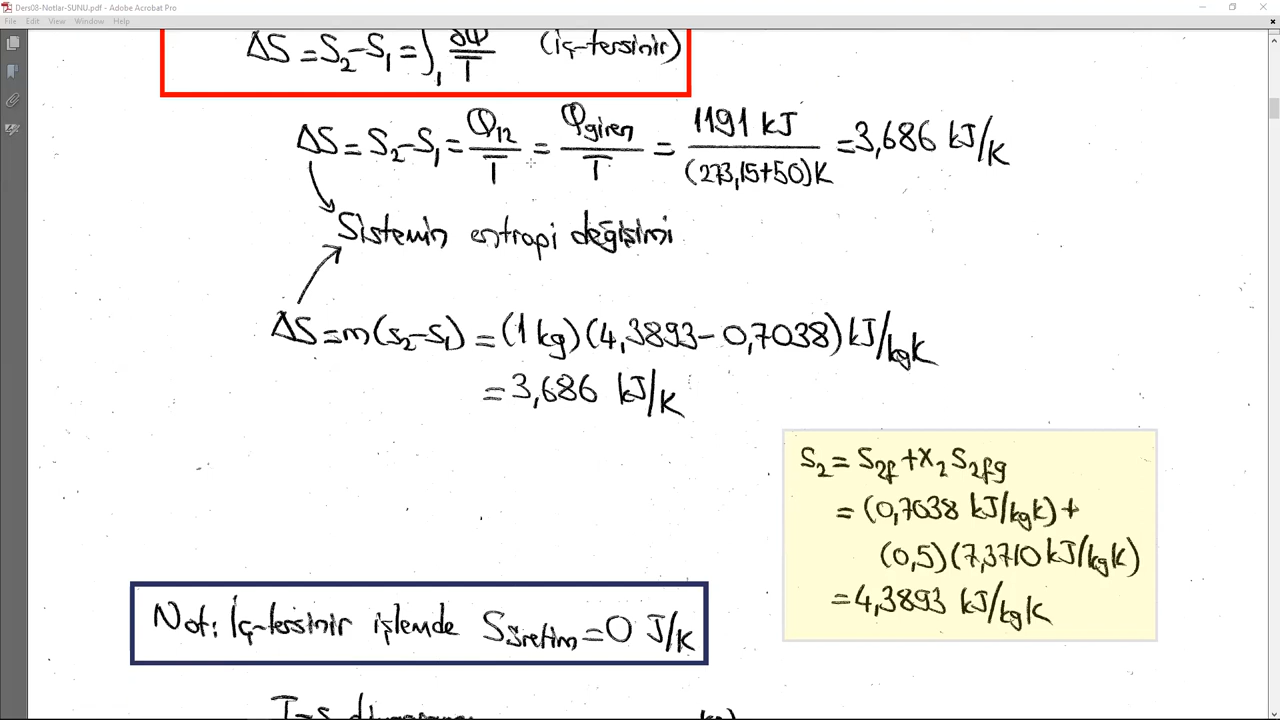 Ders08-Notlar-SUNU.pdf - Adobe Acrobat Pro
File Edit View Window Help
ΔS = S₂-S₁ = ∫₁ δQ/T (iç-tersinir)
ΔS = S₂-S₁ = Q₁₂/T = Qgiren/T = 1191 kJ/(273,15+50)K = 3,686 kJ/K
Sistemin entropi değişimi
ΔS = m(s₂-s₁) = (1 kg)(4,3893-0,7038) kJ/kgK
= 3,686 kJ/K
S₂ = S₂f + x₂ S₂fg
= (0,7038 kJ/kgK) +
(0,5)(7,3710 kJ/kgK)
= 4,3893 kJ/kgK
Not: İç-tersinir işlemde Süretim = 0 J/K